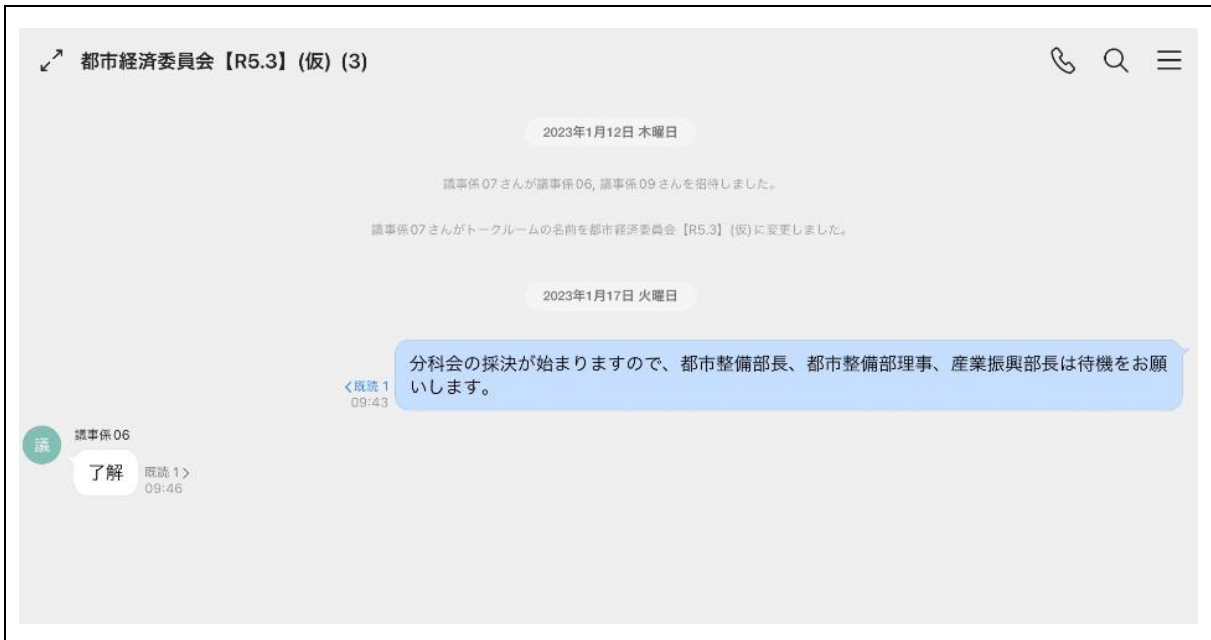 都市経済委員会【R5.3】(仮) (3)
2023年1月12日 木曜日
議事係07さんが議事係06, 議事係09さんを招待しました。
議事係07さんがトークルームの名前を都市経済委員会【R5.3】(仮)に変更しました。
2023年1月17日 火曜日
分科会の採決が始まりますので、都市整備部長、都市整備部理事、産業振興部長は待機をお願
いします。
既読 1
09:43
議
議事係06
了解
既読 1
09:46